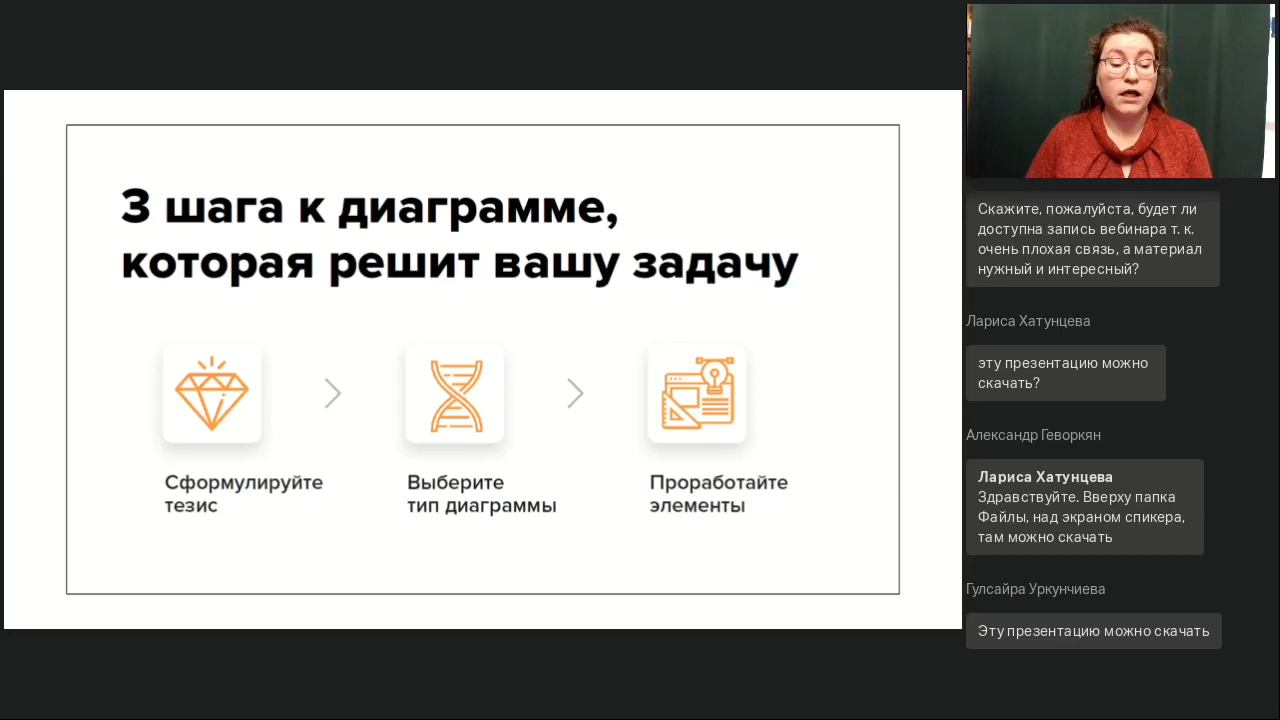 3 шага к диаграмме,
которая решит вашу задачу
Сформулируйте
тезис
Выберите
тип диаграммы
Проработайте
элементы
Скажите, пожалуйста, будет ли
доступна запись вебинара т. к.
очень плохая связь, а материал
нужный и интересный?
Лариса Хатунцева
эту презентацию можно
скачать?
Александр Геворкян
Лариса Хатунцева
Здравствуйте. Вверху папка
Файлы, над экраном спикера,
там можно скачать
Гулсайра Уркунчиева
Эту презентацию можно скачать